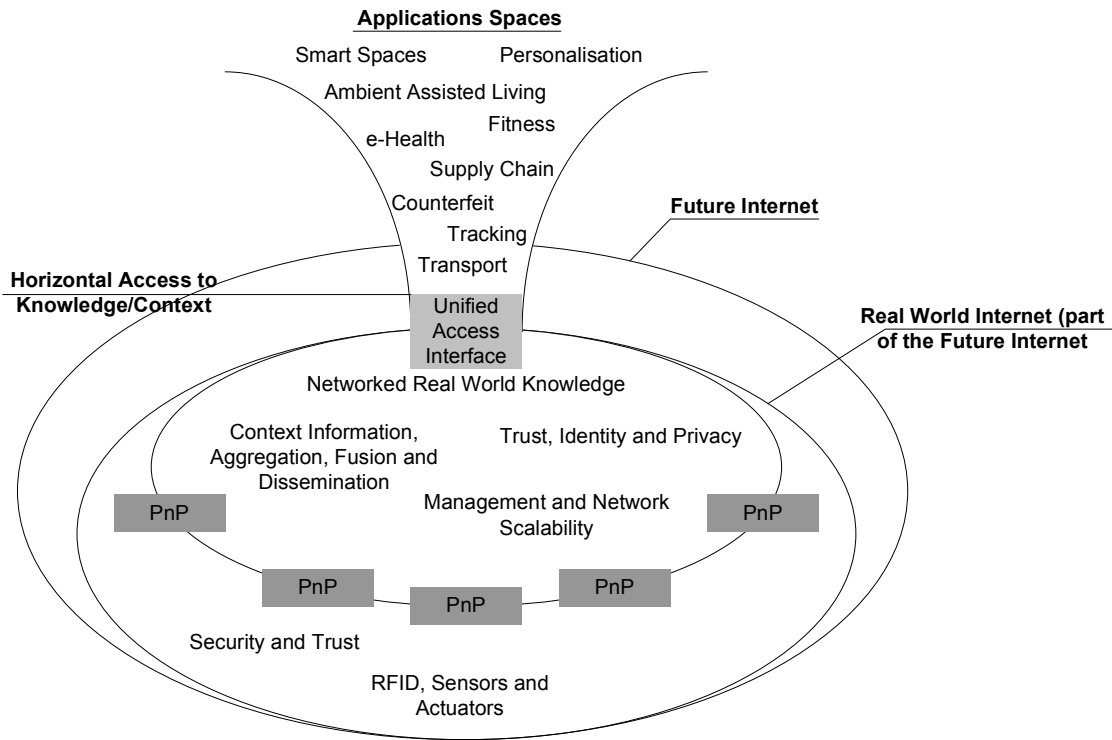 Applications Spaces
Smart Spaces
Personalisation
Ambient Assisted Living
Fitness
e-Health
Supply Chain
Counterfeit
Tracking
Transport
Future Internet
Horizontal Access to
Knowledge/Context
Unified
Access
Interface
Real World Internet (part
of the Future Internet
Networked Real World Knowledge
Context Information,
Aggregation, Fusion and
Dissemination
Trust, Identity and Privacy
Management and Network
Scalability
PnP
PnP
PnP
PnP
PnP
Security and Trust
RFID, Sensors and
Actuators